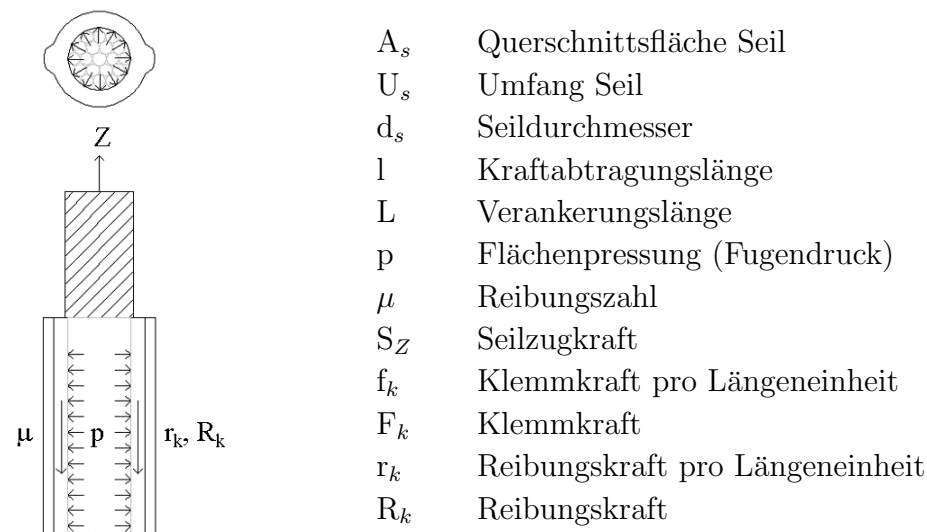 Z
μ p r_k, R_k
A_s Querschnittsfläche Seil
U_s Umfang Seil
d_s Seildurchmesser
l Kraftabtragungslänge
L Verankerungslänge
p Flächenpressung (Fugendruck)
μ Reibungszahl
S_Z Seilzugkraft
f_k Klemmkraft pro Längeneinheit
F_k Klemmkraft
r_k Reibungskraft pro Längeneinheit
R_k Reibungskraft